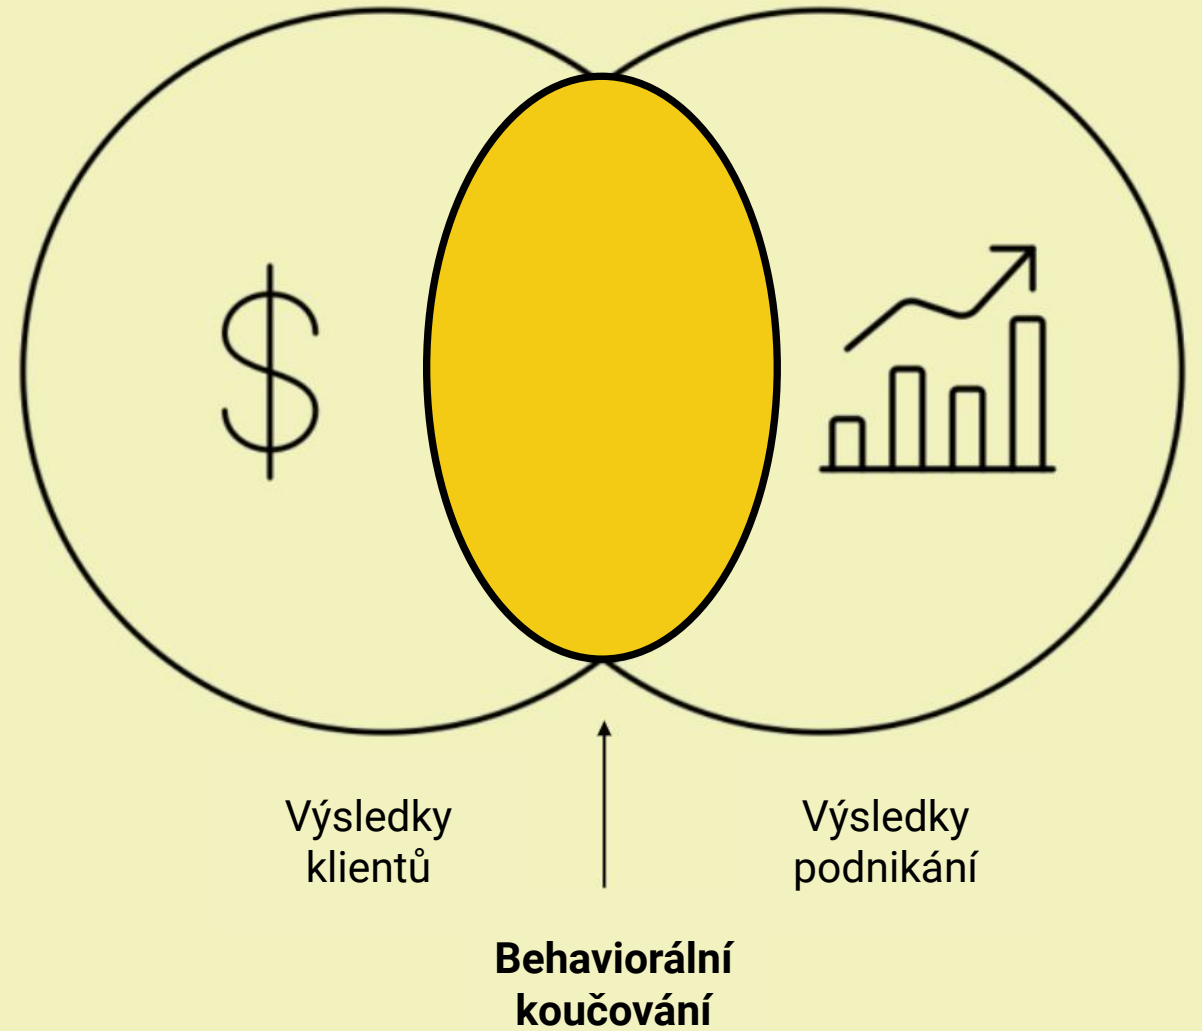 Výsledky
klientů
Výsledky
podnikání
Behaviorální
koučování